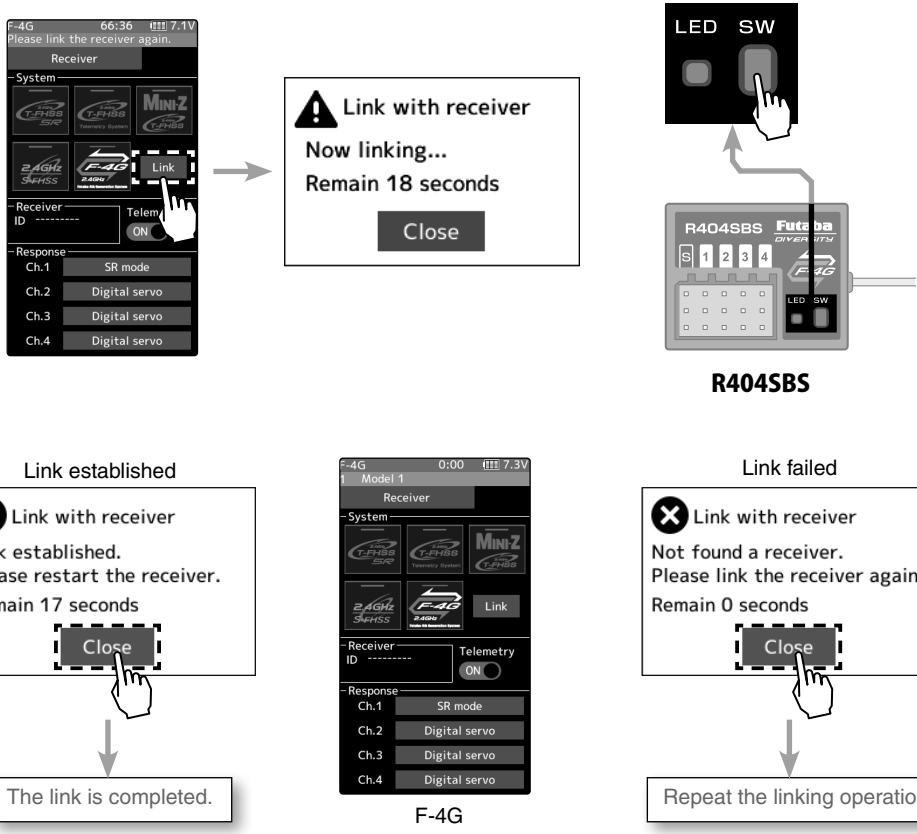 F-4G 66:36 7.1V
Please link the receiver again.
Receiver
System
T-FHSS SR
T-FHSS
Telemetry System
MINI-Z
T-FHSS
2.4GHz
S-FHSS
F-4G
2.4GHz
Link
Receiver
ID ---------
Telem
ON
Response
Ch.1 SR mode
Ch.2 Digital servo
Ch.3 Digital servo
Ch.4 Digital servo
Link with receiver
Now linking...
Remain 18 seconds
Close
LED SW
R404SBS Futaba
DIVERSITY
S 1 2 3 4
F-4G
LED SW
R404SBS
Link established
Link with receiver
k established.
ase restart the receiver.
main 17 seconds
Close
The link is completed.
F-4G 0:00 7.3V
1 Model 1
Receiver
System
T-FHSS SR
T-FHSS
Telemetry System
MINI-Z
T-FHSS
2.4GHz
S-FHSS
F-4G
2.4GHz
Link
Receiver
ID ---------
Telemetry
ON
Response
Ch.1 SR mode
Ch.2 Digital servo
Ch.3 Digital servo
Ch.4 Digital servo
F-4G
Link failed
Link with receiver
Not found a receiver.
Please link the receiver again
Remain 0 seconds
Close
Repeat the linking operatio